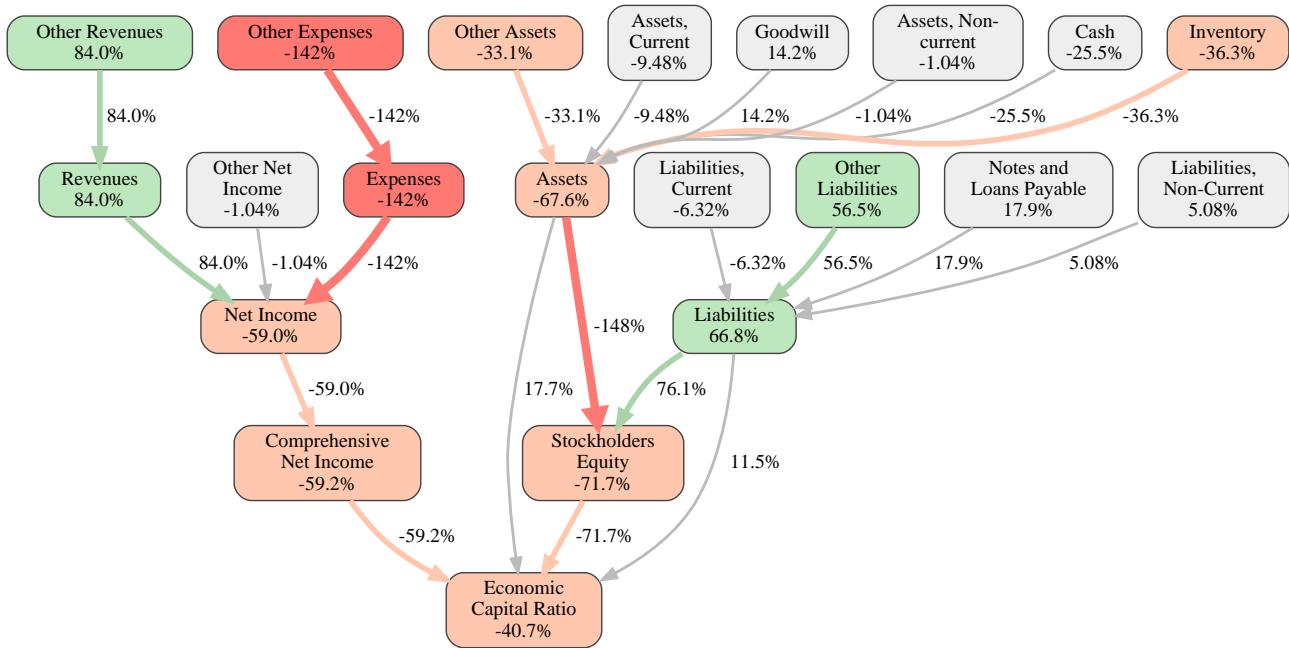 Other Revenues
84.0%
Other Expenses
-142%
Other Assets
-33.1%
Assets,
Current
-9.48%
Goodwill
14.2%
Assets, Non-
current
-1.04%
Cash
-25.5%
Inventory
-36.3%
84.0%
-142%
-33.1%
-9.48%
14.2%
-1.04%
-25.5%
-36.3%
Revenues
84.0%
Other Net
Income
-1.04%
Expenses
-142%
Assets
-67.6%
Liabilities,
Current
-6.32%
Other
Liabilities
56.5%
Notes and
Loans Payable
17.9%
Liabilities,
Non-Current
5.08%
84.0%
-1.04%
-142%
-6.32%
56.5%
17.9%
5.08%
Net Income
-59.0%
-148%
Liabilities
66.8%
-59.0%
17.7%
76.1%
Comprehensive
Net Income
-59.2%
Stockholders
Equity
-71.7%
11.5%
-59.2%
-71.7%
Economic
Capital Ratio
-40.7%